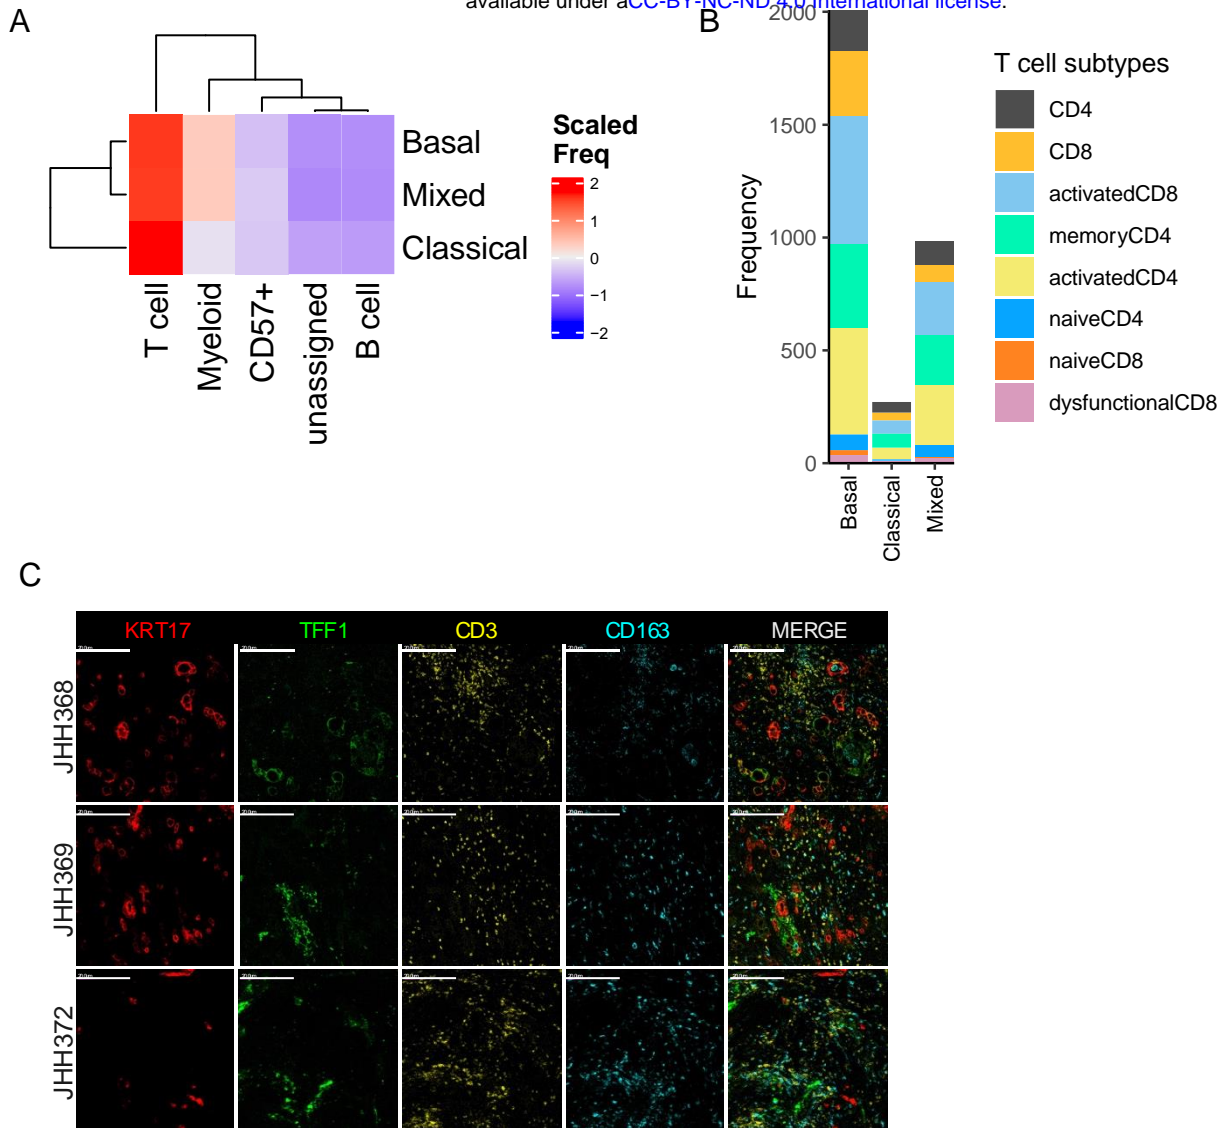 available under aCC-BY-NC-ND 4.0 International license.
A
Basal
Mixed
Classical
T cell
Myeloid
CD57+
unassigned
B cell
Scaled
Freq
2
1
0
−1
−2
B
Frequency
2000
1500
1000
500
0
Basal
Classical
Mixed
T cell subtypes
CD4
CD8
activatedCD8
memoryCD4
activatedCD4
naiveCD4
naiveCD8
dysfunctionalCD8
C
KRT17
TFF1
CD3
CD163
MERGE
JHH368
JHH369
JHH372